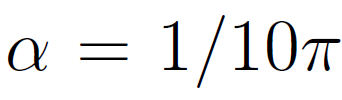 α = 1/10π